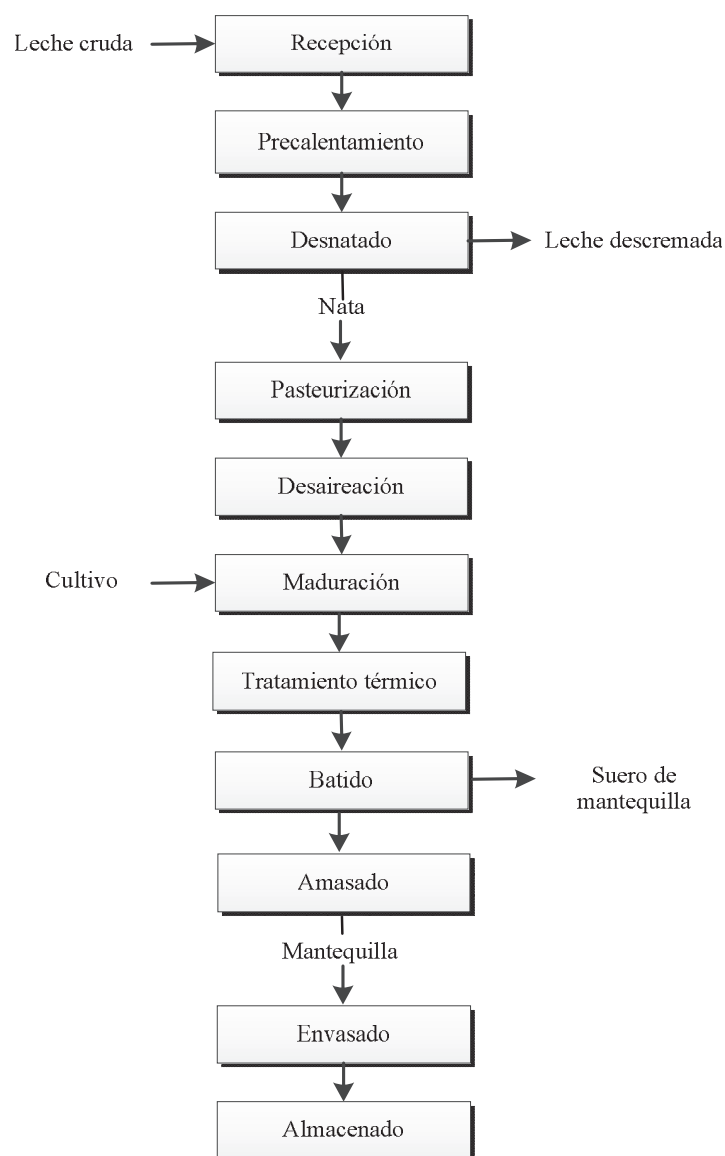 Leche cruda
Recepción
Precalentamiento
Desnatado
Leche descremada
Nata
Pasteurización
Desaireación
Cultivo
Maduración
Tratamiento térmico
Batido
Suero de
mantequilla
Amasado
Mantequilla
Envasado
Almacenado